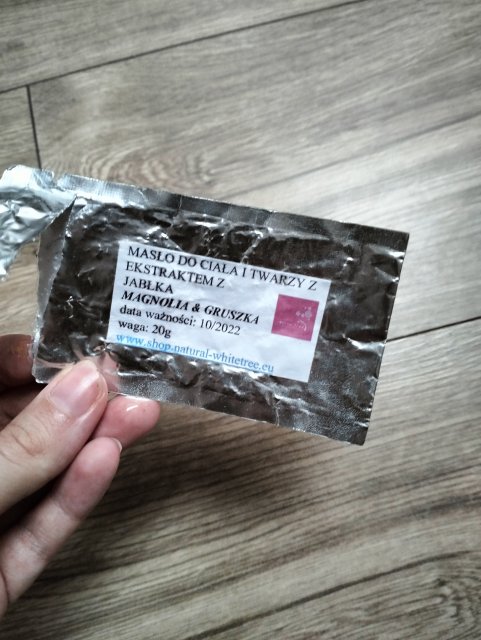 MASŁO DO CIAŁA I TWARZY Z
EKSTRAKTEM Z
JABŁKA
MAGNOLIA & GRUSZKA
data ważności: 10/2022
waga: 20g
www.shop.natural-whitetree.eu